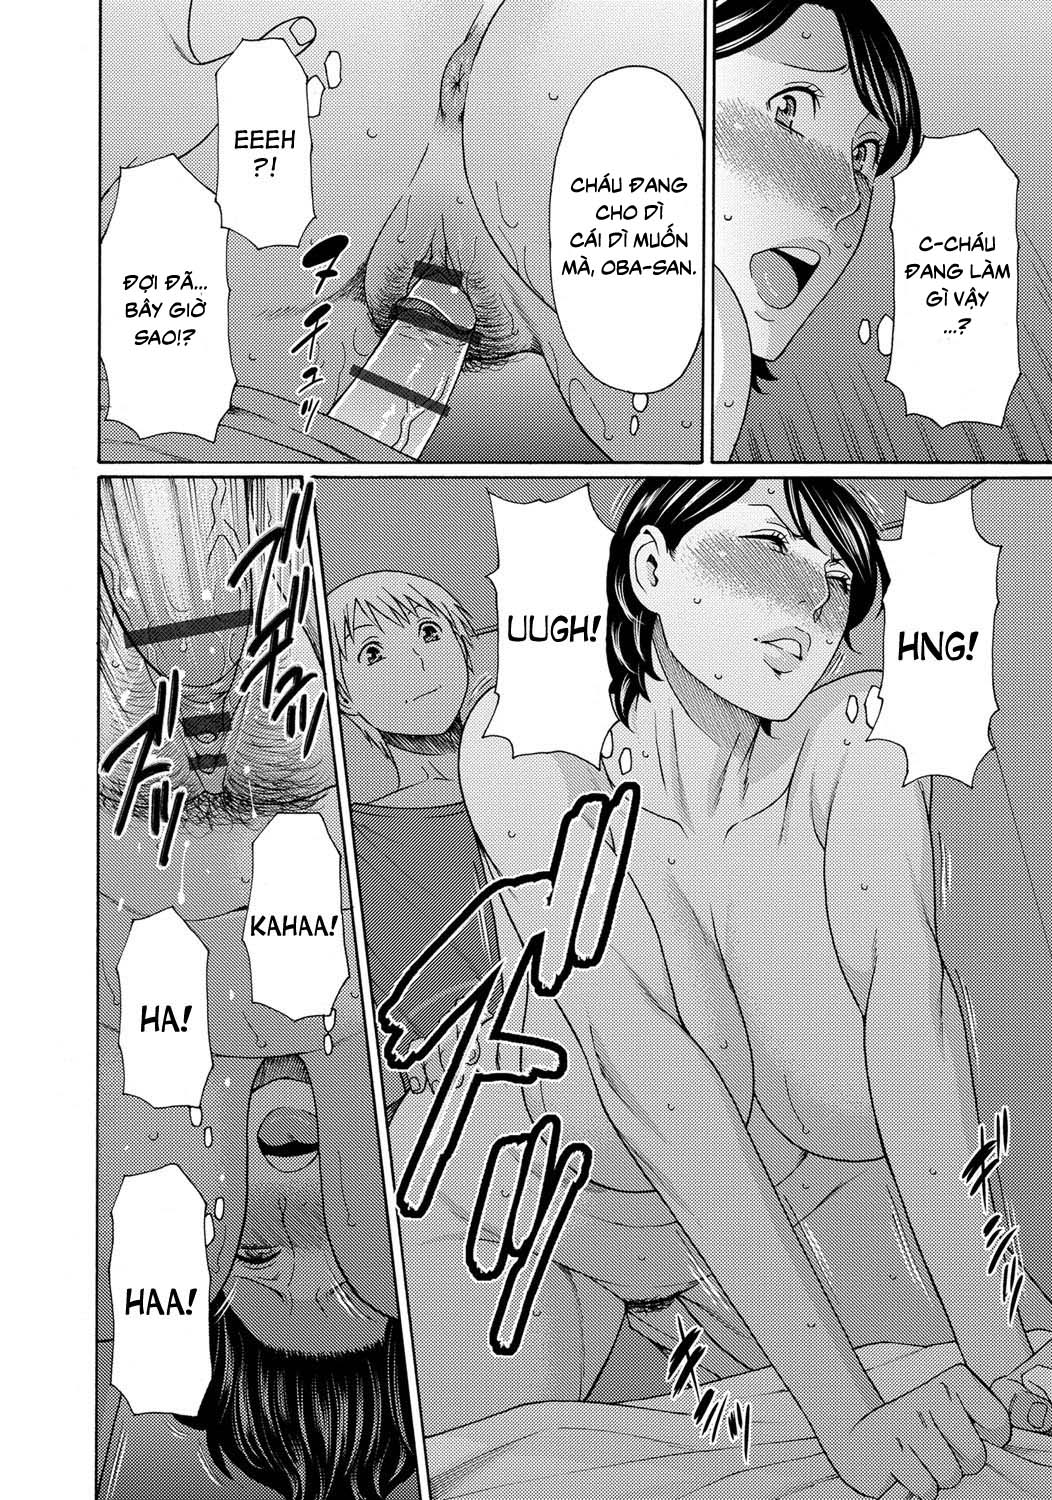 C-CHÁU
ĐANG LÀM
GÌ VẬY
...?
CHÁU ĐANG
CHO DÌ
CÁI DÌ MUỐN
MÀ, OBA-SAN.
EEEH
?!
ĐỢI ĐÃ...
BÂY GIỜ
SAO!?
HNG!
UUGH!
KAHAA!
HA!
HAA!